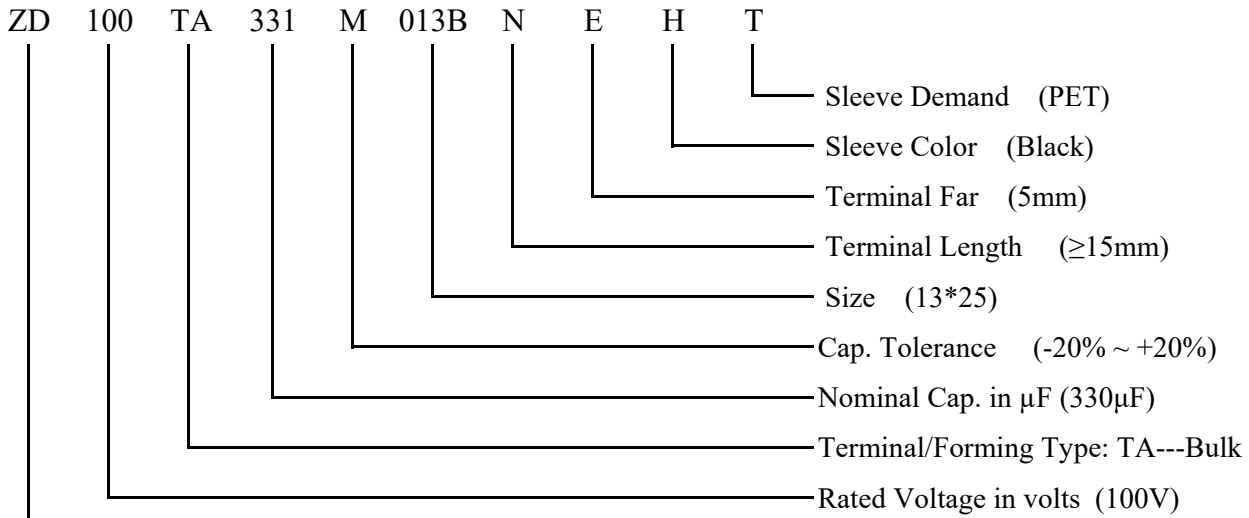 ZD 100 TA 331 M 013B N E H T
Sleeve Demand (PET)
Sleeve Color (Black)
Terminal Far (5mm)
Terminal Length (≥15mm)
Size (13*25)
Cap. Tolerance (-20% ~ +20%)
Nominal Cap. in µF (330µF)
Terminal/Forming Type: TA---Bulk
Rated Voltage in volts (100V)